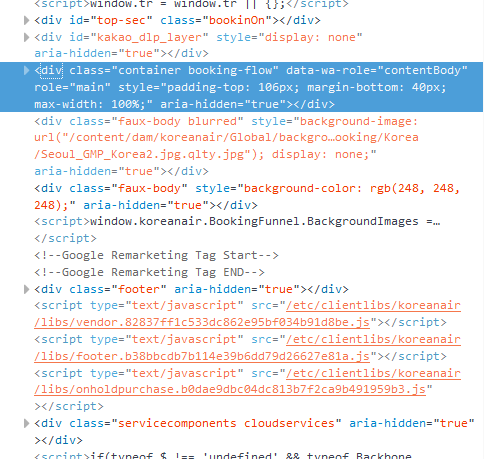 <script>window.tr = window.tr || {};</script>
<div id="top-sec" class="bookinOn"></div>
<div id="kakao_dlp_layer" style="display: none"
aria-hidden="true"></div>
<div class="container booking-flow" data-wa-role="contentBody"
role="main" style="padding-top: 106px; margin-bottom: 40px;
max-width: 100%;" aria-hidden="true"></div>
<div class="faux-body blurred" style="background-image:
url("/content/dam/koreanair/Global/backgro…ooking/Korea
/Seoul_GMP_Korea2.jpg.qlty.jpg"); display: none;"
aria-hidden="true"></div>
<div class="faux-body" style="background-color: rgb(248, 248,
248);" aria-hidden="true"></div>
<script>window.koreanair.BookingFunnel.BackgroundImages =…
</script>
<!--Google Remarketing Tag Start-->
<!--Google Remarketing Tag END-->
<div class="footer" aria-hidden="true"></div>
<script type="text/javascript" src="/etc/clientlibs/koreanair
/libs/vendor.82837ff1c533dc862e95bf034b91d8be.js"></script>
<script type="text/javascript" src="/etc/clientlibs/koreanair
/libs/footer.b38bbcdb7b114e39b6dd79d26627e81a.js"></script>
<script type="text/javascript" src="/etc/clientlibs/koreanair
/libs/onholdpurchase.b0dae9dbc04dc813b7f2ca9b491959b3.js"
></script>
<div class="servicecomponents cloudservices" aria-hidden="true"
></div>
<script>if(typeof $ !== 'undefined' && typeof Backbone